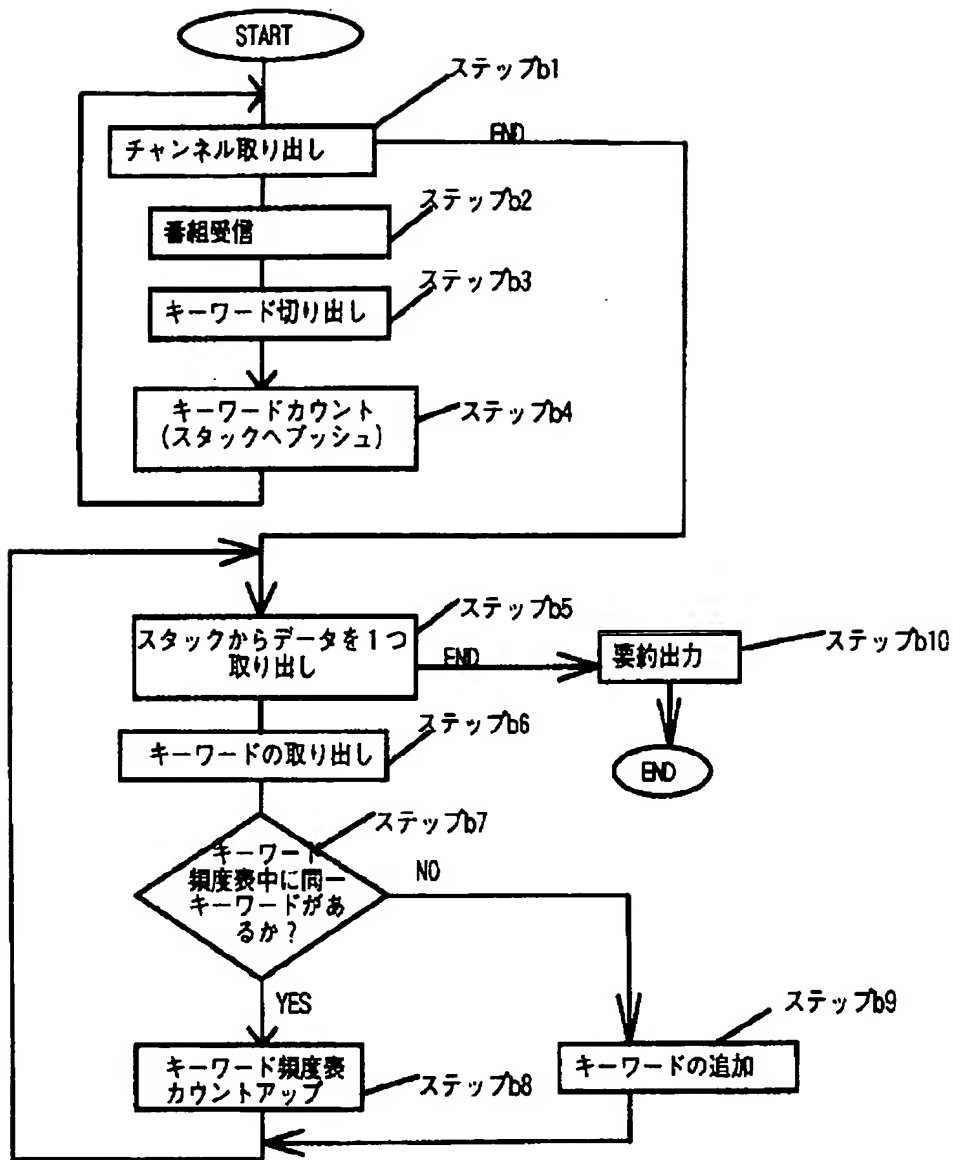 START
ステップb1
チャンネル取り出し
END
ステップb2
番組受信
ステップb3
キーワード切り出し
キーワードカウント
(スタックへプッシュ)
ステップb4
ステップb5
スタックからデータを1つ
取り出し
END
要約出力
ステップb10
ステップb6
キーワードの取り出し
END
ステップb7
キーワード
頻度表中に同一
キーワードがあ
るか?
NO
YES
ステップb9
キーワード頻度表
カウントアップ
ステップb8
キーワードの追加